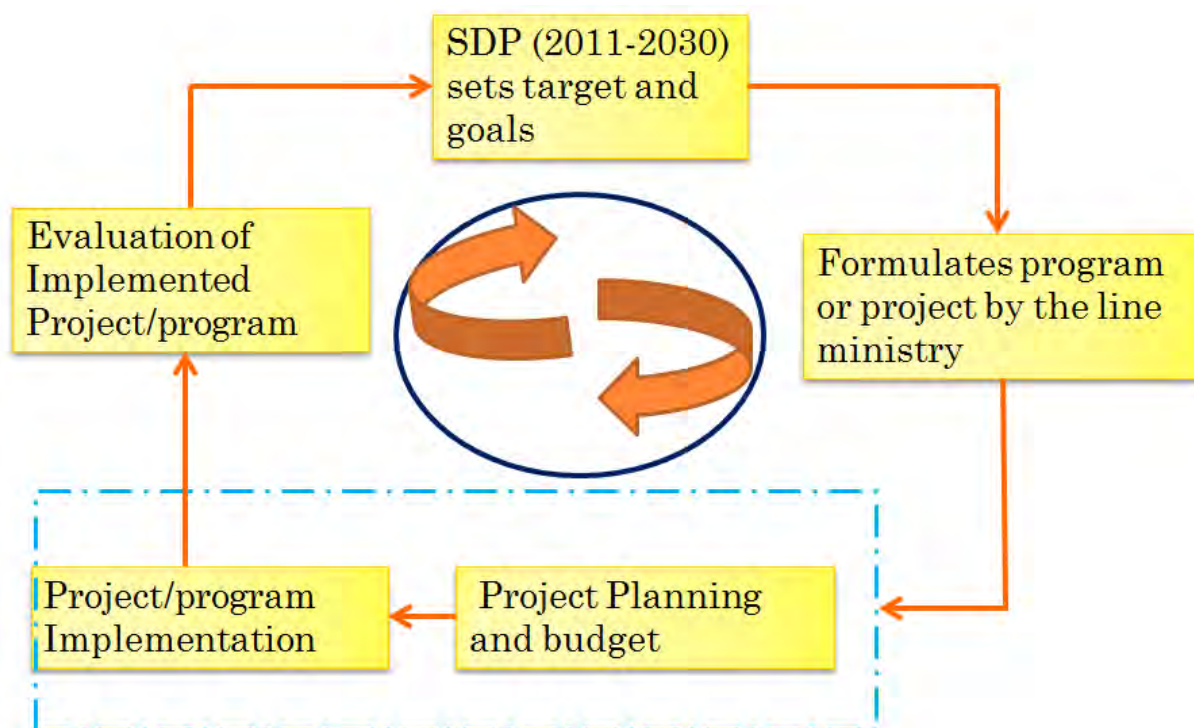 SDP (2011-2030)
sets target and
goals
Evaluation of
Implemented
Project/program
Formulates program
or project by the line
ministry
Project/program
Implementation
Project Planning
and budget